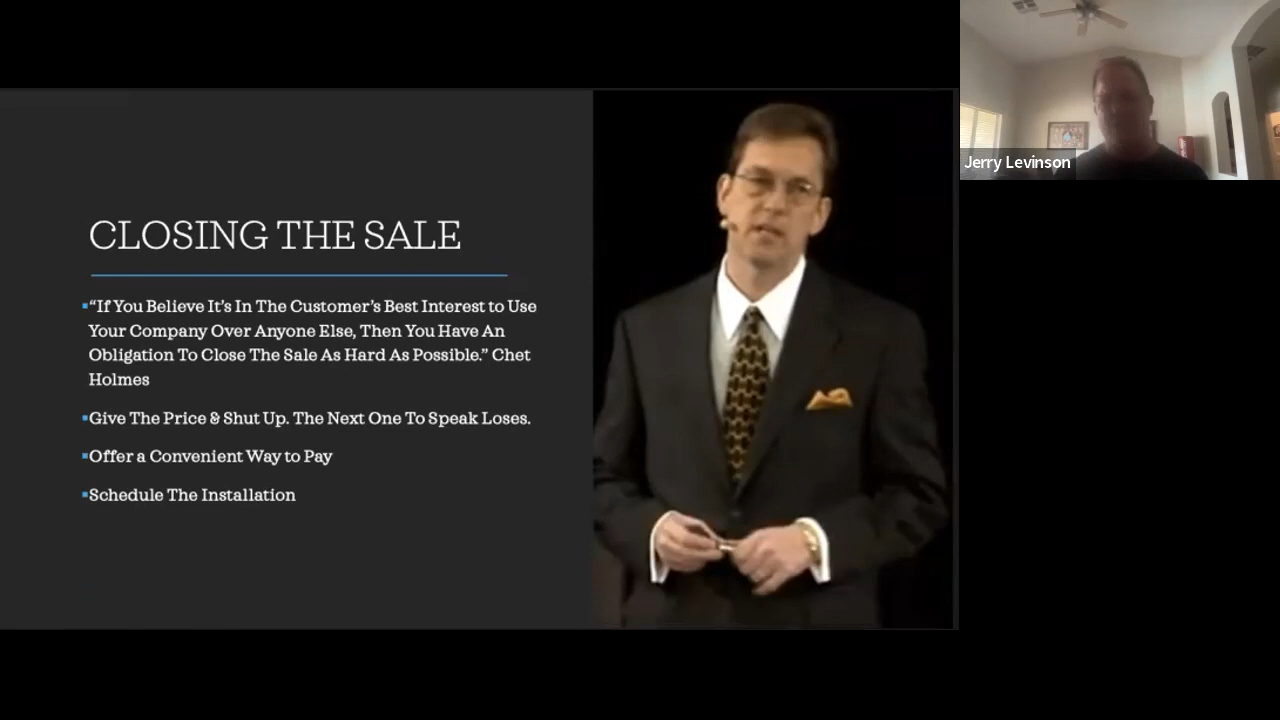 CLOSING THE SALE
▪“If You Believe It’s In The Customer’s Best Interest to Use
Your Company Over Anyone Else, Then You Have An
Obligation To Close The Sale As Hard As Possible.” Chet
Holmes
▪Give The Price & Shut Up. The Next One To Speak Loses.
▪Offer a Convenient Way to Pay
▪Schedule The Installation
Jerry Levinson